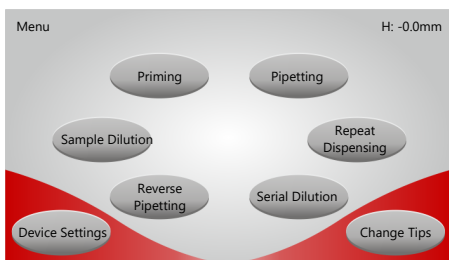 Menu
H: -0.0mm
Priming
Pipetting
Sample Dilution
Repeat
Dispensing
Reverse
Pipetting
Serial Dilution
Device Settings
Change Tips